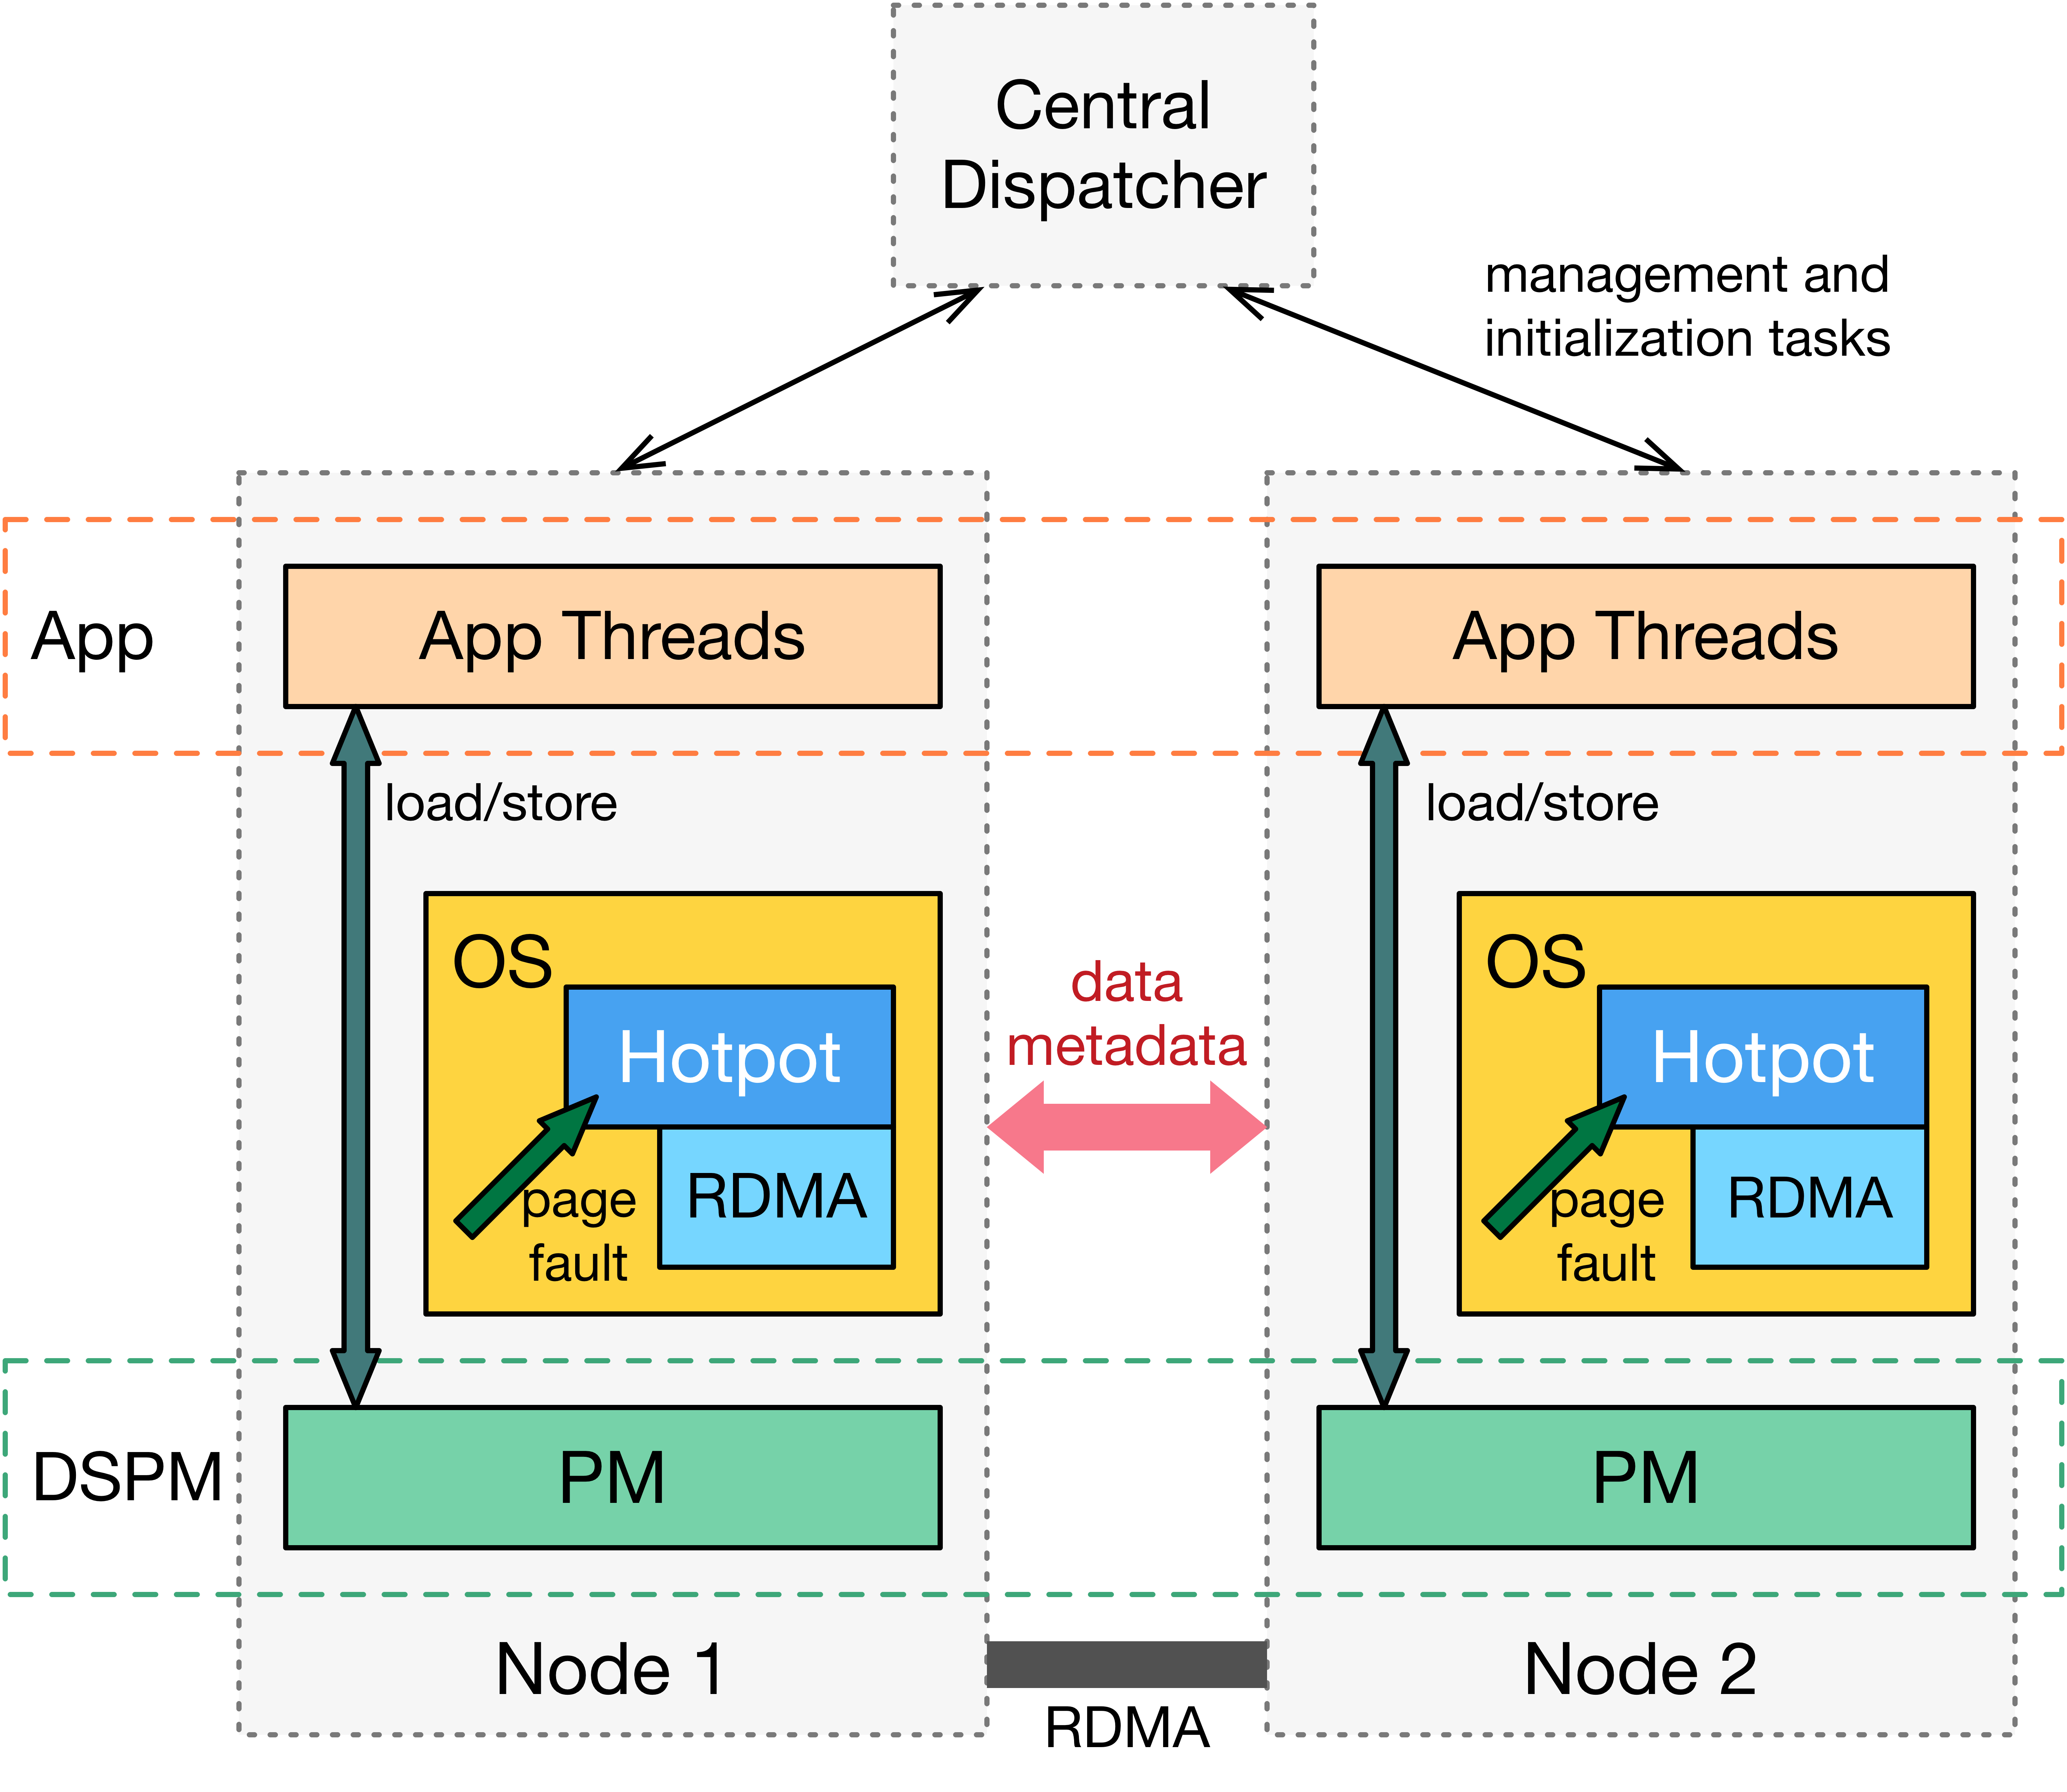 Central
Dispatcher
management and
initialization tasks
App
App Threads
App Threads
load/store
load/store
OS
Hotpot
page
fault
RDMA
data
metadata
OS
Hotpot
page
fault
RDMA
DSPM
PM
PM
Node 1
RDMA
Node 2